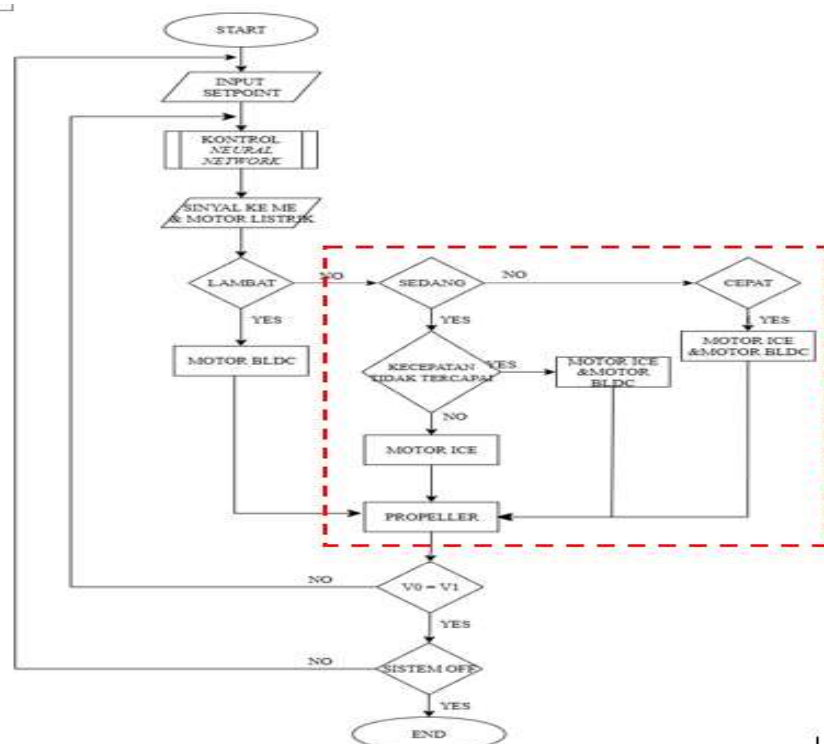 START
INPUT
SETPOINT
KONTROL
NEURAL
NETWORK
SINYAL KE ME
& MOTOR LISTRIK
LAMBAT
NO
SEDANG
NO
CEPAT
YES
YES
YES
MOTOR BLDC
KECEPATAN
TIDAK TERCAPAI
YES
MOTOR ICE
&MOTOR
BLDC
MOTOR ICE
&MOTOR BLDC
NO
MOTOR ICE
PROPELLER
NO
V0 = V1
YES
NO
SISTEM OFF
YES
END